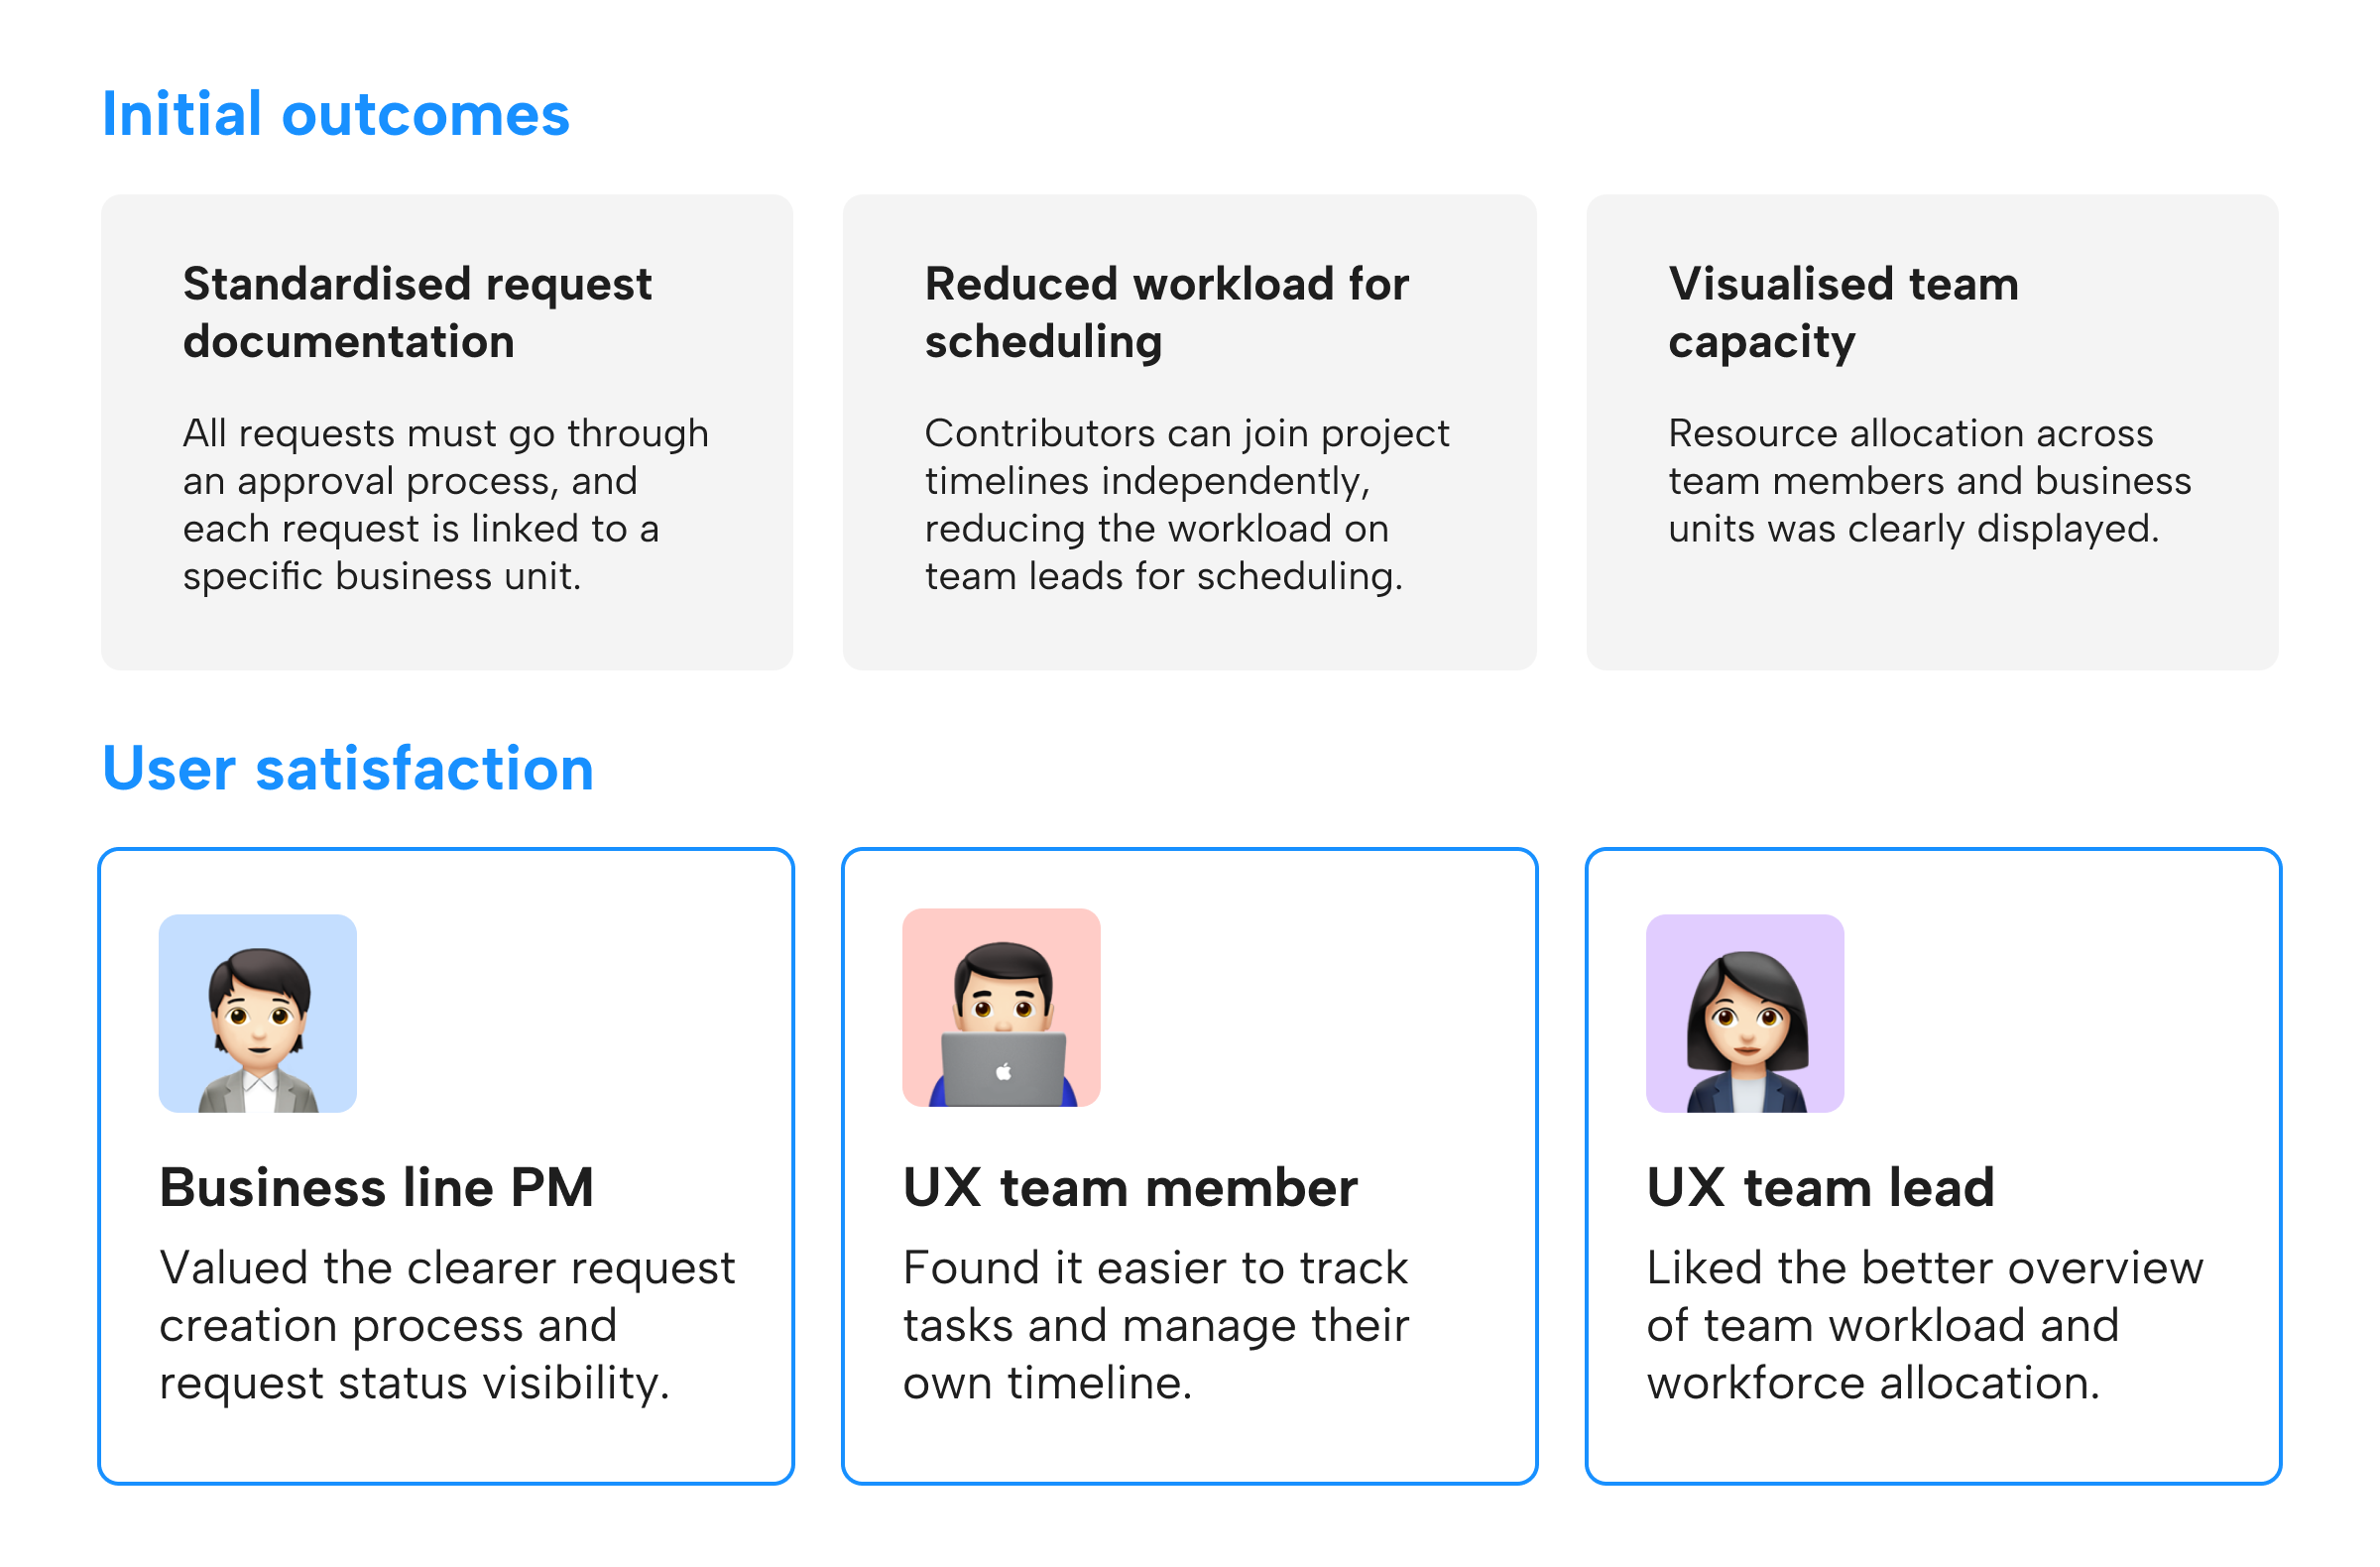 Initial outcomes
Standardised request
documentation
All requests must go through
an approval process, and
each request is linked to a
specific business unit.
Reduced workload for
scheduling
Contributors can join project
timelines independently,
reducing the workload on
team leads for scheduling.
Visualised team
capacity
Resource allocation across
team members and business
units was clearly displayed.
User satisfaction
Business line PM
Valued the clearer request
creation process and
request status visibility.
UX team member
Found it easier to track
tasks and manage their
own timeline.
UX team lead
Liked the better overview
of team workload and
workforce allocation.